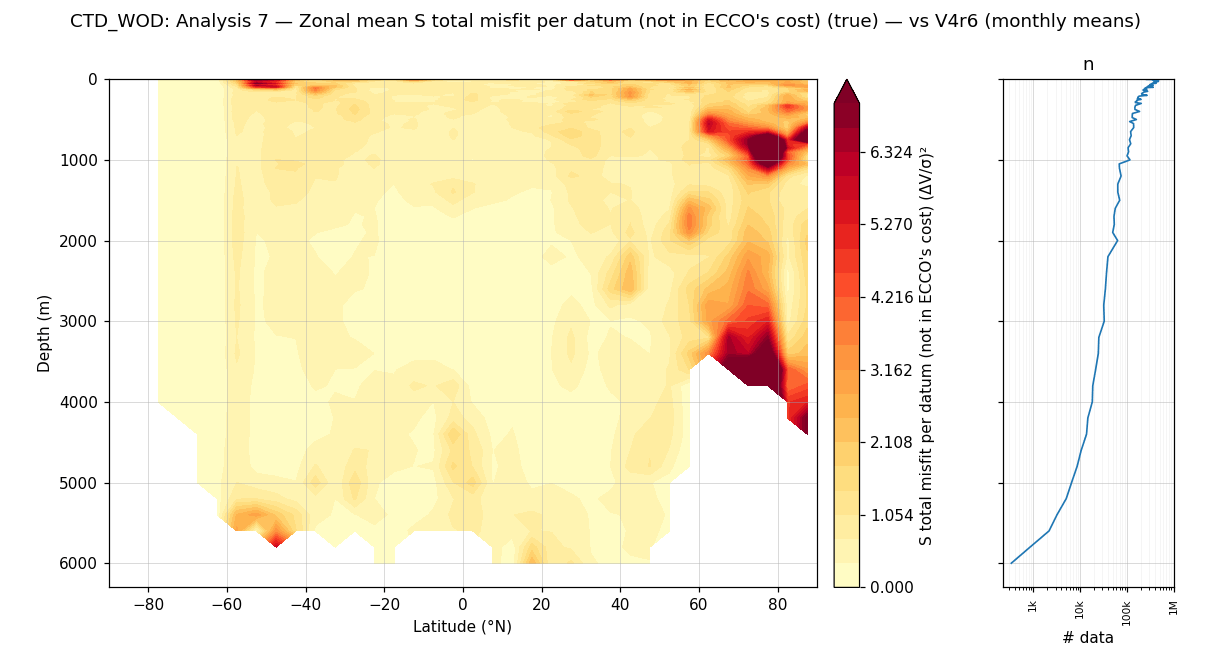 CTD_WOD: Analysis 7 — Zonal mean S total misfit per datum (not in ECCO's cost) (true) — vs V4r6 (monthly means)
n
0
1000
2000
3000
4000
5000
6000
Depth (m)
−80
−60
−40
−20
0
20
40
60
80
Latitude (°N)
6.324
5.270
4.216
3.162
2.108
1.054
0.000
S total misfit per datum (not in ECCO's cost) (ΔV/σ)²
1k
10k
100k
1M
# data